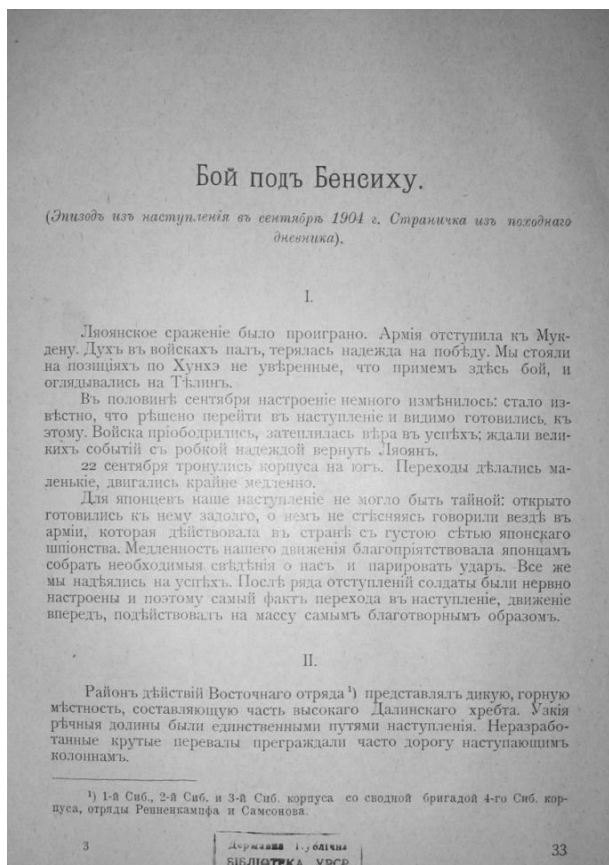 Бой подъ Бенсиху.
(Эпизодъ изъ наступленія въ сентябрѣ 1904 г. Страничка изъ походнаго
дневника).
I.
Ляоянское сраженіе было проиграно. Армія отступила къ Мук-
дену. Духъ въ войскахъ палъ, терялась надежда на побѣду. Мы стояли
на позиціяхъ по Хунхэ не увѣренные, что примемъ здѣсь бой, и
оглядывались на Тѣлинъ.
Въ половинѣ сентября настроеніе немного измѣнилось: стало из-
вѣстно, что рѣшено перейти въ наступленіе и видимо готовились, къ
этому. Войска пріободрились, затеплилась вѣра въ успѣхъ; ждали вели-
кихъ событій съ робкой надеждой вернуть Ляоянъ.
22 сентября тронулись корпуса на югъ. Переходы дѣлались ма-
ленькіе, двигались крайне медленно.
Для японцевъ наше наступленіе не могло быть тайной: открыто
готовились къ нему задолго, о немъ не стѣсняясь говорили вездѣ въ
арміи, которая дѣйствовала въ странѣ съ густою сѣтью японскаго
шпіонства. Медленность нашего движенія благопріятствовала японцамъ
собрать необходимыя свѣдѣнія о насъ и парировать ударъ. Все же
мы надѣялись на успѣхъ. Послѣ ряда отступленій солдаты были нервно
настроены и поэтому самый фактъ перехода въ наступленіе, движеніе
впередъ, подѣйствовалъ на массу самымъ благотворнымъ образомъ.
II.
Районъ дѣйствій Восточнаго отряда ¹) представлялъ дикую, горную
мѣстность, составляющую часть высокаго Далинскаго хребта. Узкія
рѣчныя долины были единственными путями наступленія. Неразрабо-
танные крутые перевалы преграждали часто дорогу наступающимъ
колоннамъ.
¹) 1-й Сиб., 2-й Сиб. и 3-й Сиб. корпуса со сводной бригадой 4-го Сиб. кор-
пуса, отряды Ренненкампфа и Самсонова.
3
Державна Публічна
БІБЛІОТЕКА УРСР
33